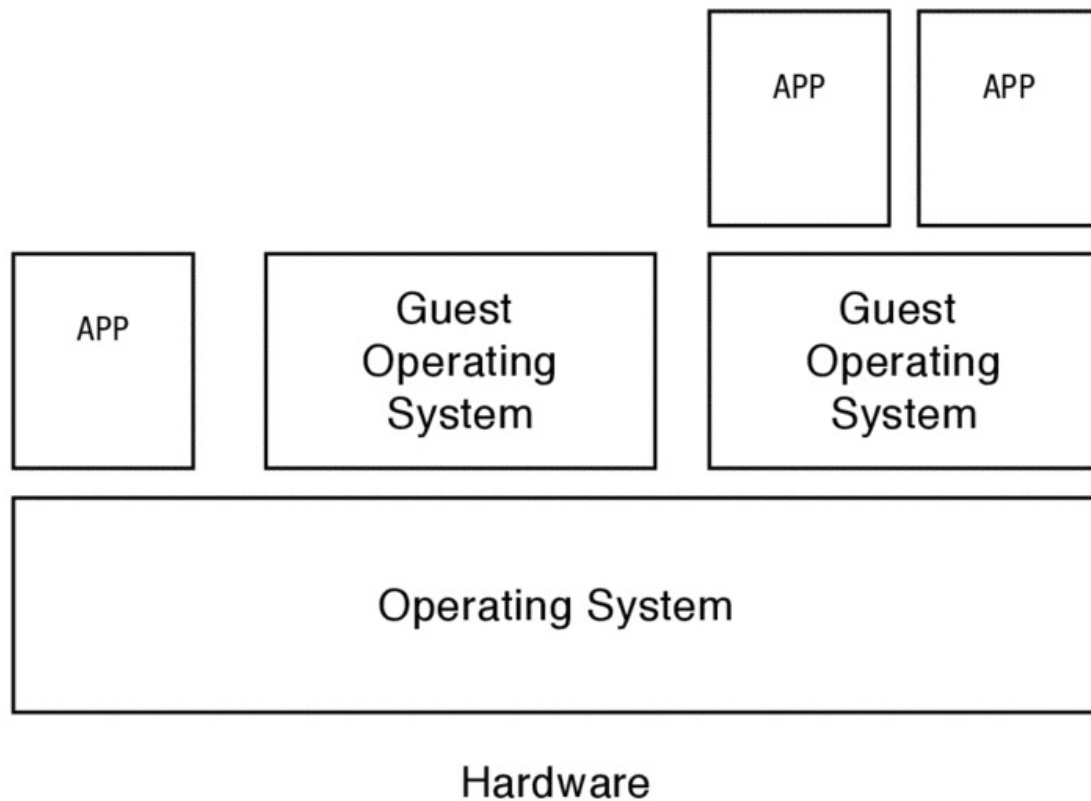 APP
APP
APP
Guest
Operating
System
Guest
Operating
System
Operating System
Hardware